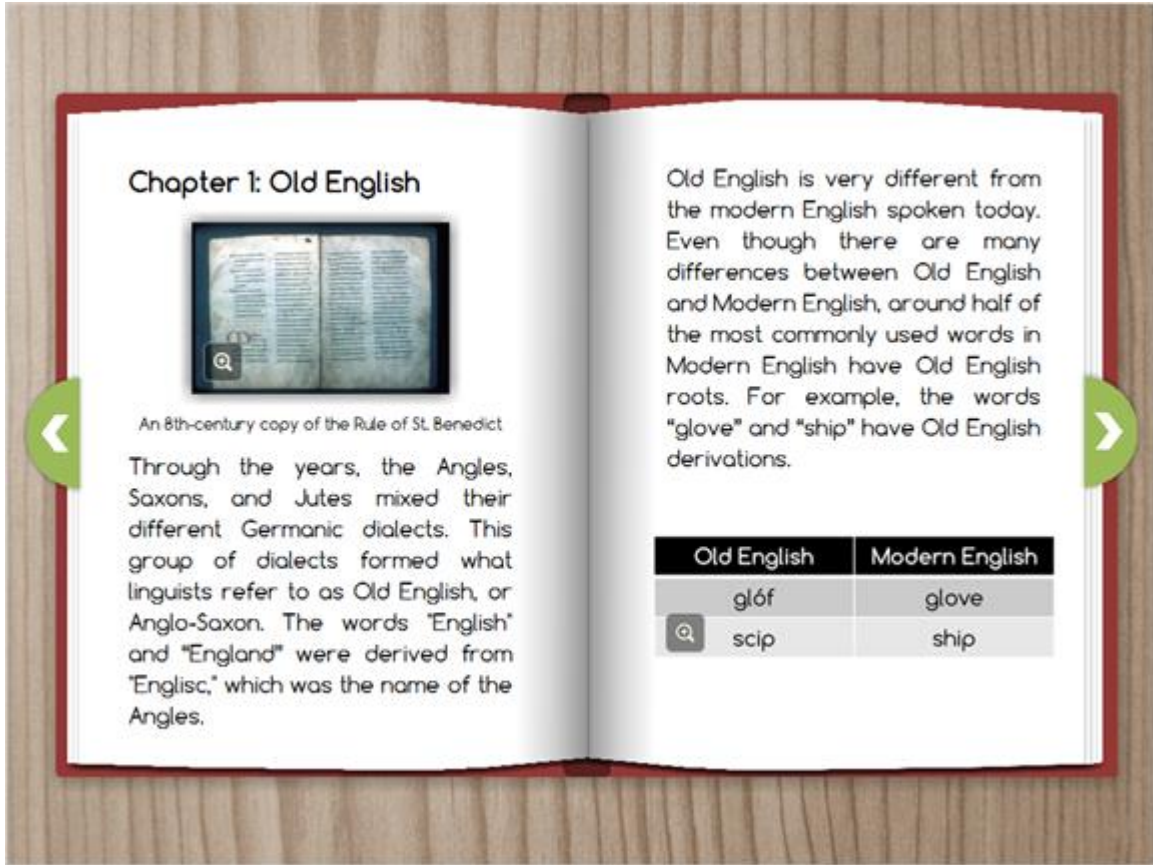 Chapter 1: Old English
An 8th-century copy of the Rule of St. Benedict
Through the years, the Angles,
Saxons, and Jutes mixed their
different Germanic dialects. This
group of dialects formed what
linguists refer to as Old English, or
Anglo-Saxon. The words "English"
and “England” were derived from
"Englisc," which was the name of the
Angles.
Old English is very different from
the modern English spoken today.
Even though there are many
differences between Old English
and Modern English, around half of
the most commonly used words in
Modern English have Old English
roots. For example, the words
“glove” and “ship” have Old English
derivations.
Old English Modern English
glóf glove
scip ship